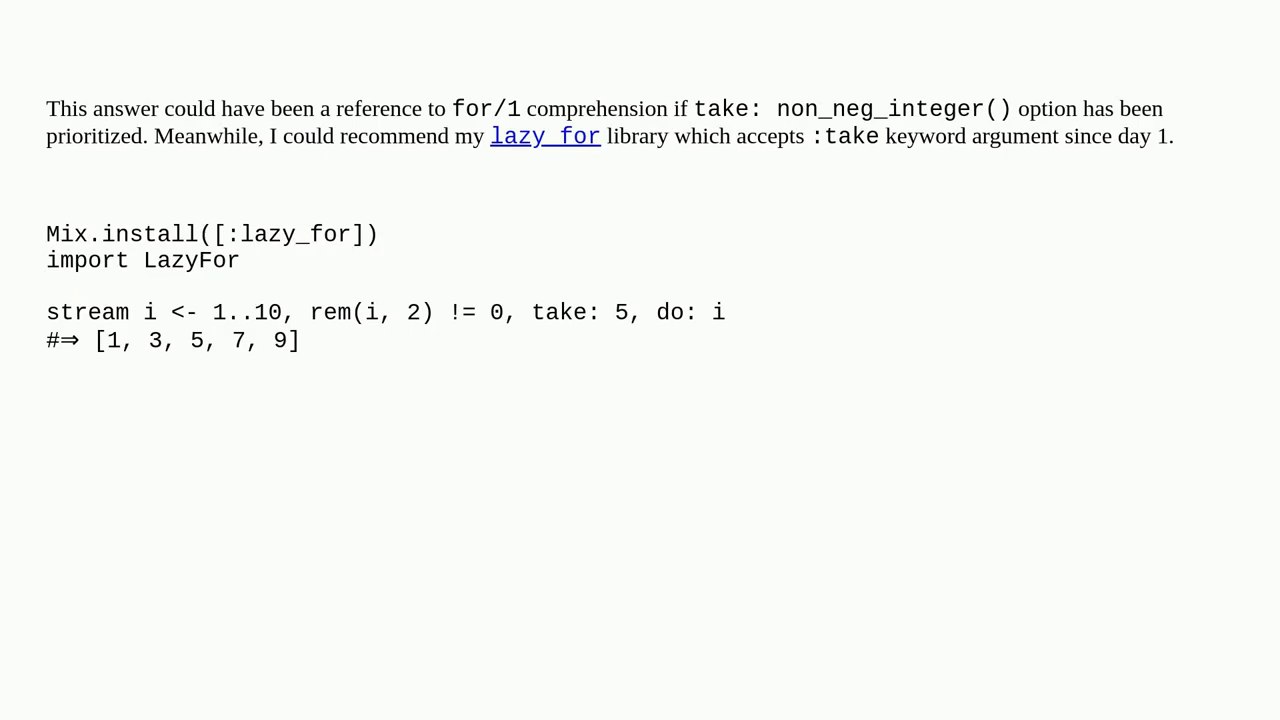 This answer could have been a reference to for/1 comprehension if take: non_neg_integer() option has been
prioritized. Meanwhile, I could recommend my lazy_for library which accepts :take keyword argument since day 1.
Mix.install([:lazy_for])
import LazyFor
stream i <- 1..10, rem(i, 2) != 0, take: 5, do: i
#⇒ [1, 3, 5, 7, 9]